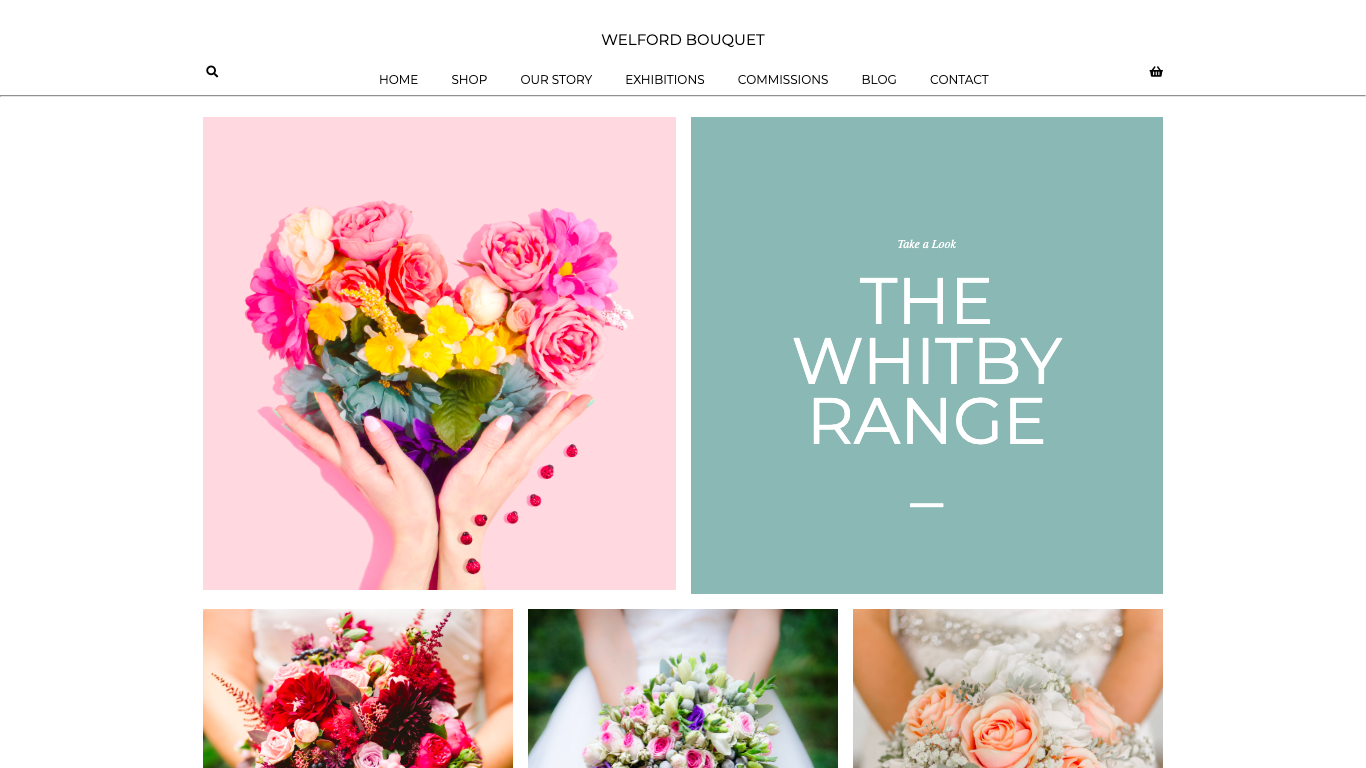 WELFORD BOUQUET
HOME SHOP OUR STORY EXHIBITIONS COMMISSIONS BLOG CONTACT
Take a Look
THE
WHITBY
RANGE